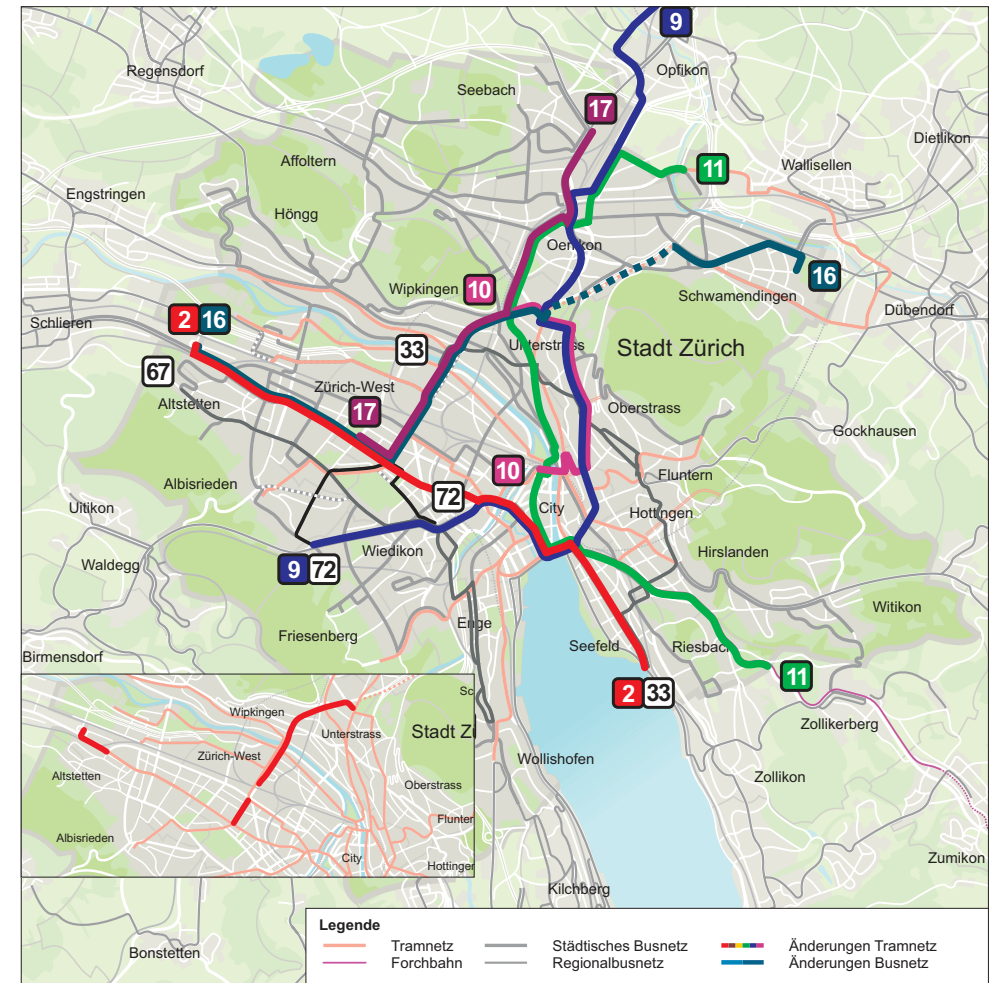 9
Regensdorf
Opfikon
Seebach
17
Dietlikon
Affoltern
11
Wallisellen
Engstringen
Höngg
Oerlikon
16
Wipkingen
10
Schwamendingen
Dübendorf
2 16
Schlieren
33
Unterstrass
Stadt Zürich
67
Zürich-West
Altstetten
17
Oberstrass
Gockhausen
10
Fluntern
Albisrieden
72
City
Uitikon
Hottingen
Wiedikon
Hirslanden
Waldegg
9 72
Witikon
Enge
Friesenberg
Seefeld
Riesbach
Birmensdorf
11
2 33
Sc
Wipkingen
Zollikerberg
Unterstrass
Stadt Zü
Zürich-West
Wollishofen
Altstetten
Zollikon
Oberstrass
Fluntern
Albisrieden
City
Hottingen
Zumikon
Kilchberg
Legende
Tramnetz
Städtisches Busnetz
Änderungen Tramnetz
Forchbahn
Regionalbusnetz
Änderungen Busnetz
Bonstetten